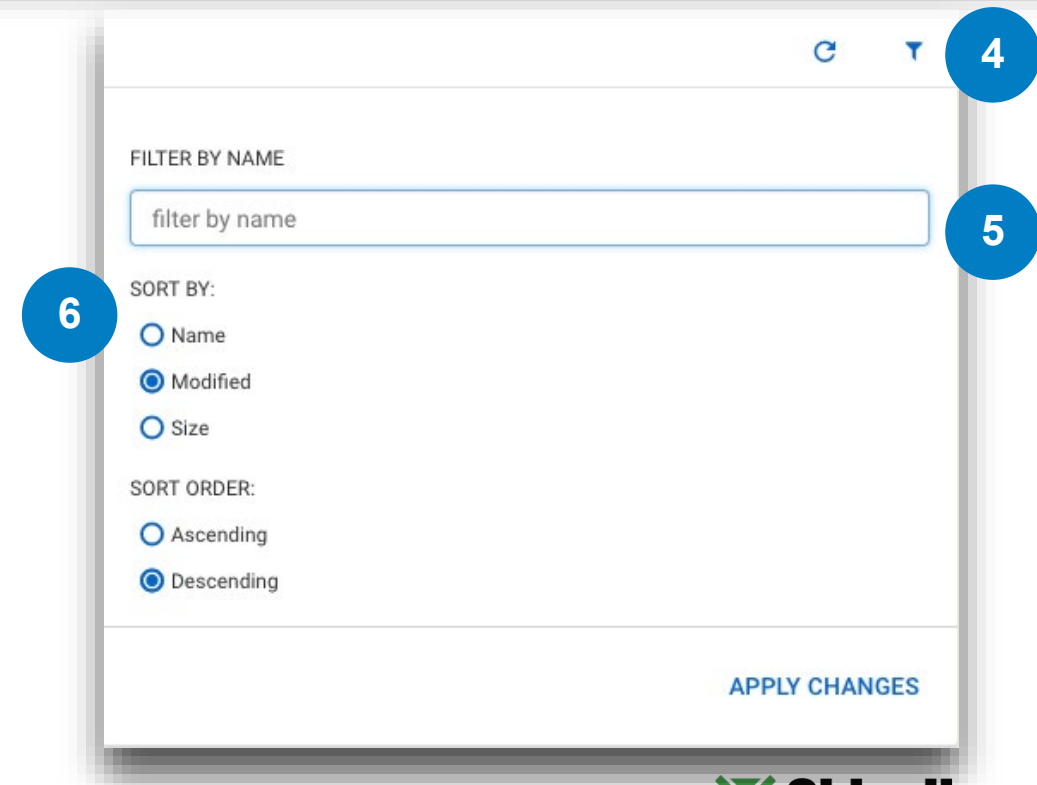 4
FILTER BY NAME
filter by name
5
6
SORT BY:
Name
Modified
Size
SORT ORDER:
Ascending
Descending
APPLY CHANGES